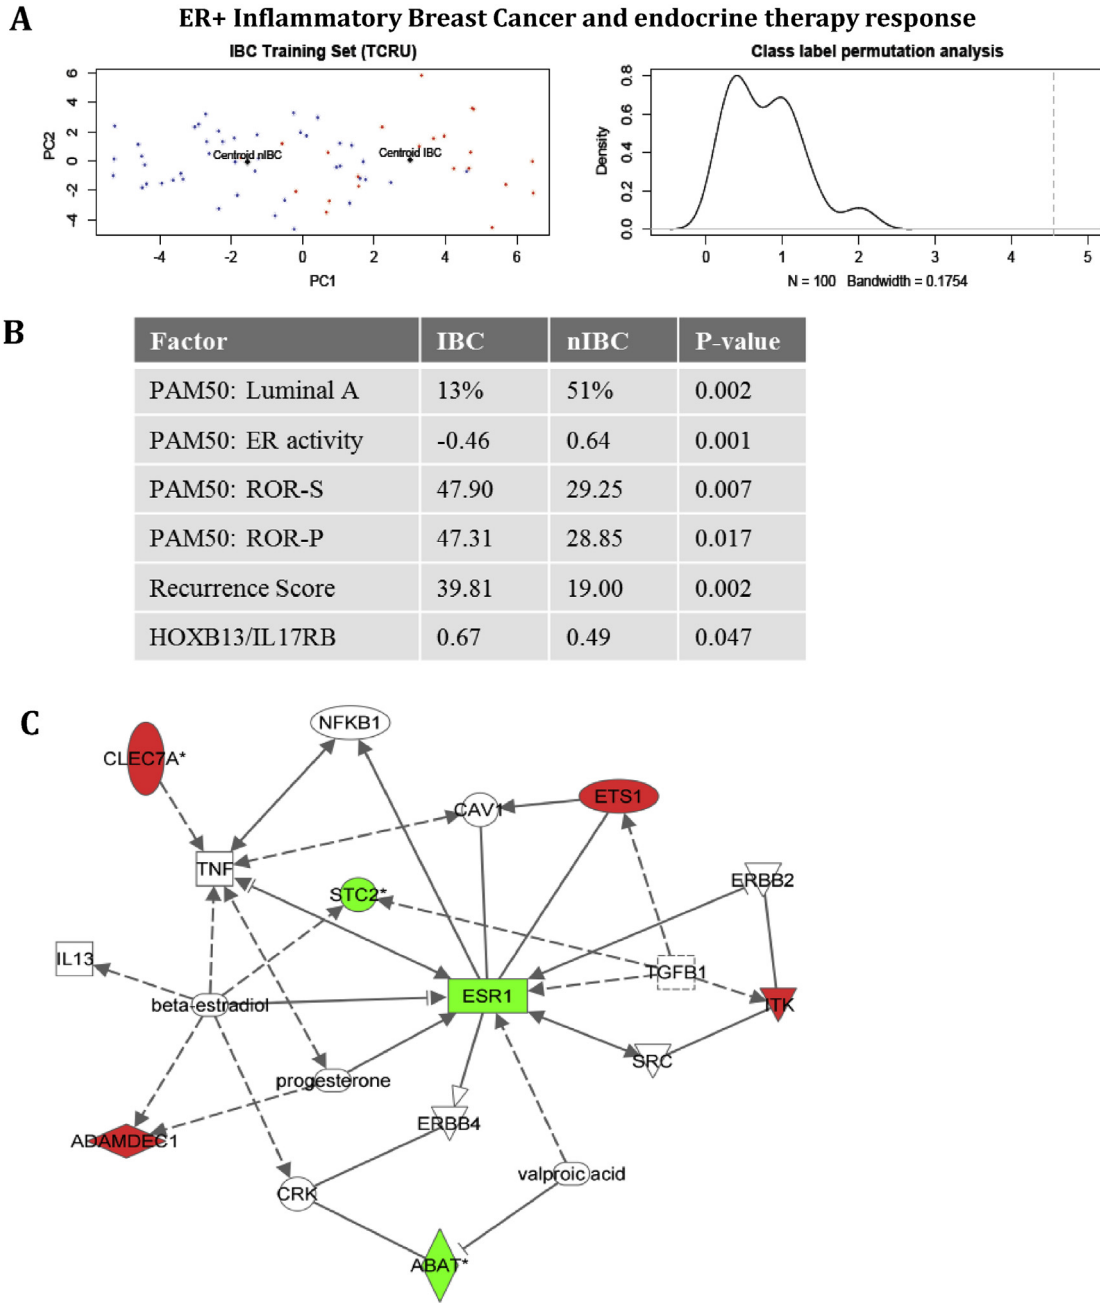 A
ER+ Inflammatory Breast Cancer and endocrine therapy response
IBC Training Set (TCRU)
PC2
6
4
2
0
-2
-4
Centroid nIBC
Centroid IBC
-4
-2
0
2
4
6
PC1
Class label permutation analysis
Density
0.8
0.6
0.4
0.2
0.0
0
1
2
3
4
5
N = 100 Bandwidth = 0.1754
B
Factor IBC nIBC P-value
PAM50: Luminal A 13% 51% 0.002
PAM50: ER activity -0.46 0.64 0.001
PAM50: ROR-S 47.90 29.25 0.007
PAM50: ROR-P 47.31 28.85 0.017
Recurrence Score 39.81 19.00 0.002
HOXB13/IL17RB 0.67 0.49 0.047
C
NFKB1
CLEC7A*
ETS1
CAV1
TNF
ERBB2
STC2*
IL13
TGFB1
ESR1
beta-estradiol
ITK
SRC
progesterone
ERBB4
ADAMDEC1
valproic acid
CRK
ABAT*